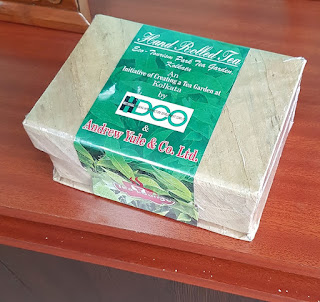 Hand Rolled Tea
Eco-Tourism Park Tea Garden
Kolkata
An
Initiative of Creating a Tea Garden at
Kolkata
by
HIDCO
&
Andrew Yule & Co. Ltd.